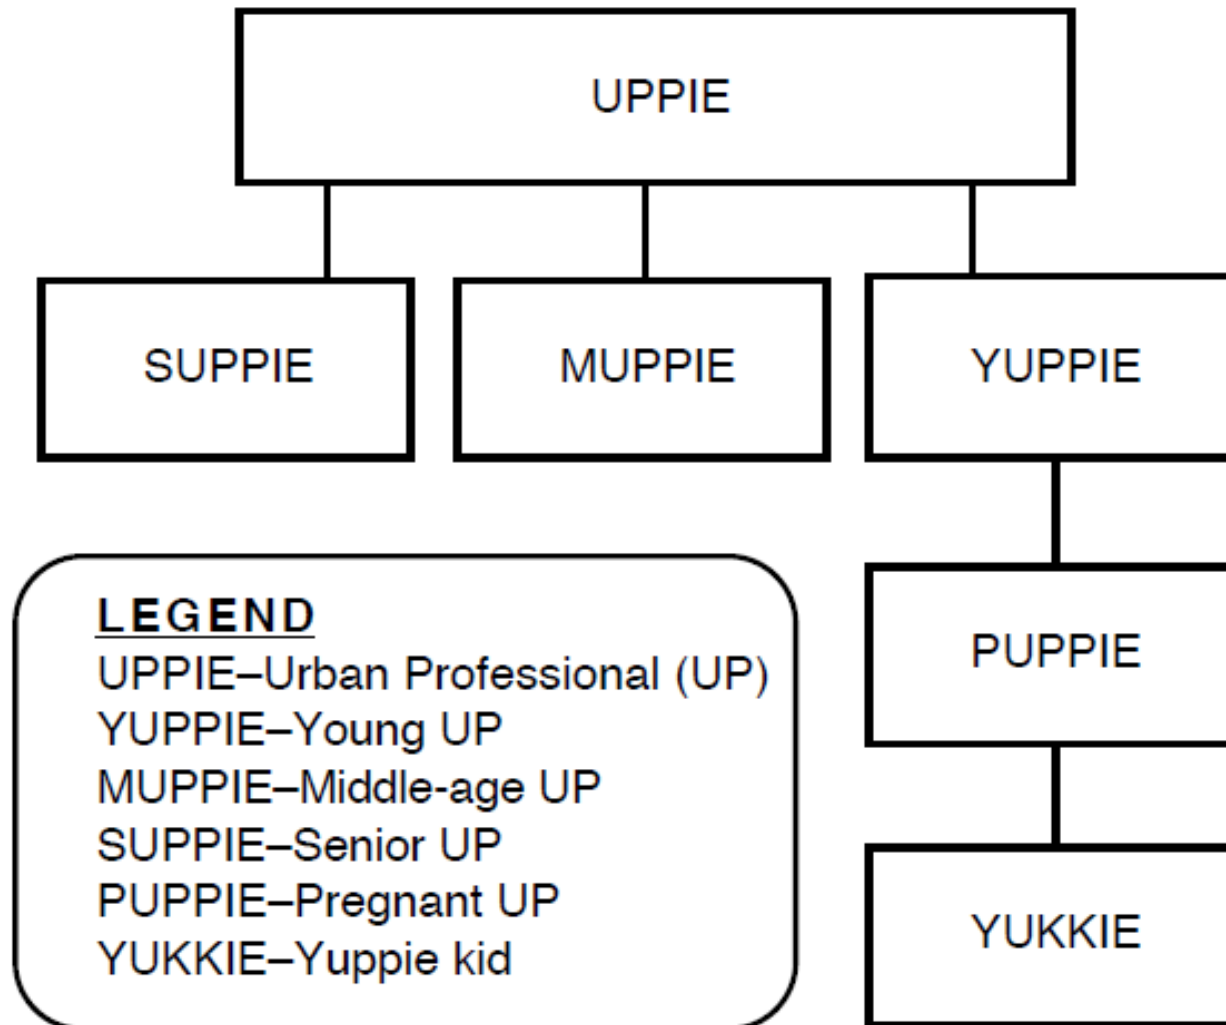 UPPIE
SUPPIE
MUPPIE
YUPPIE
PUPPIE
YUKKIE
LEGEND
UPPIE–Urban Professional (UP)
YUPPIE–Young UP
MUPPIE–Middle-age UP
SUPPIE–Senior UP
PUPPIE–Pregnant UP
YUKKIE–Yuppie kid